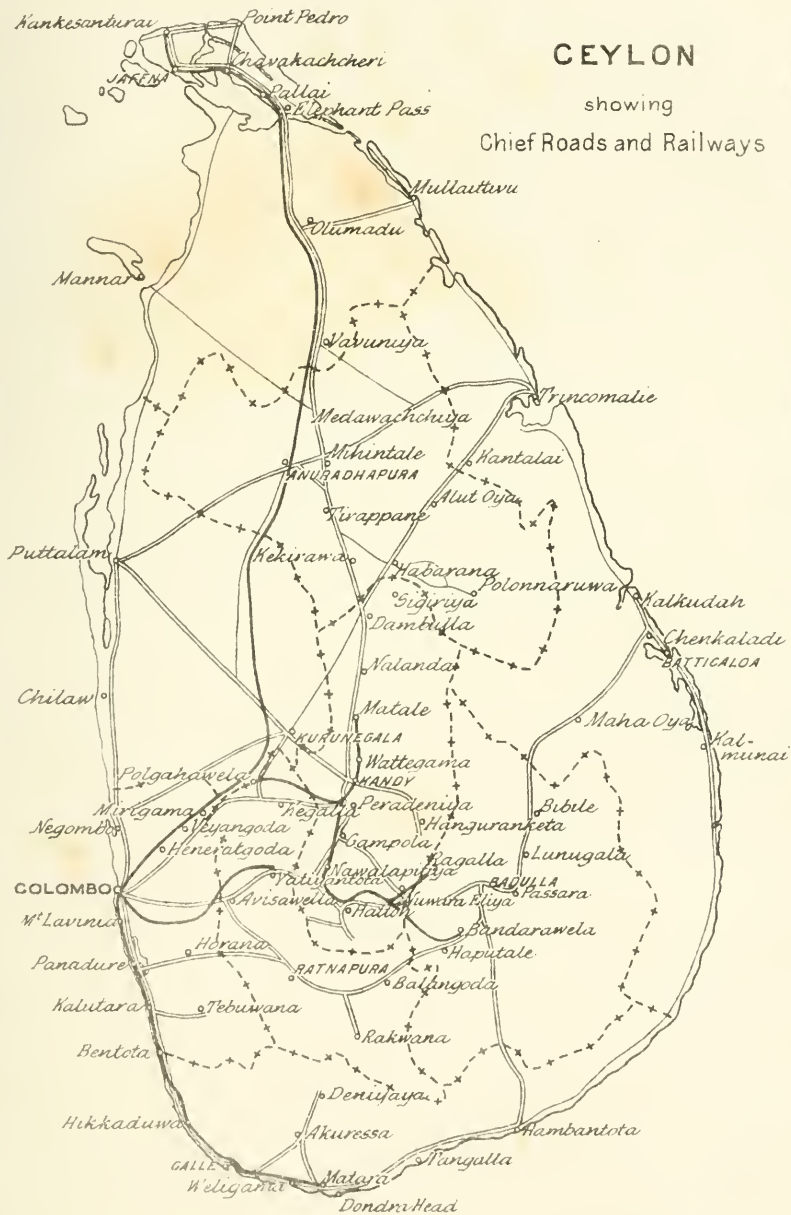 CEYLON
showing
Chief Roads and Railways
Kankesanturai
Point Pedro
Chavakachcheri
JAFFNA
Pallai
Elephant Pass
Mullaittivu
Olumadu
Mannar
Vavuniya
Trincomalie
Medawachchiya
Mihintale
Kantalai
ANURADHAPURA
Alut Oya
Tirappane
Puttalam
Kekirawa
Habarana
Polonnaruwa
Sigiriya
Kalkudah
Dambulla
Chenkaladi
BATTICALOA
Nalanda
Chilaw
Matale
Maha Oya
KURUNEGALA
Kal-
munai
Wattegama
Polgahawela
KANDY
Mirigama
Kegalla
Peradeniya
Bibile
Negombo
Veyangoda
Hanguranketa
Heneratgoda
Gampola
Lunugala
Nawalapitiya
Ragalla
Yatiyantota
BADULLA
COLOMBO
Avisawella
Nuwara Eliya
Passara
Hatton
Mt Lavinia
Bandarawela
Horana
Haputale
Panadure
RATNAPURA
Balangoda
Kalutara
Tebuwana
Rakwana
Bentota
Deniyaya
Hikkaduwa
Akuressa
Hambantota
GALLE
Tangalla
Weligama
Matara
Dondra Head